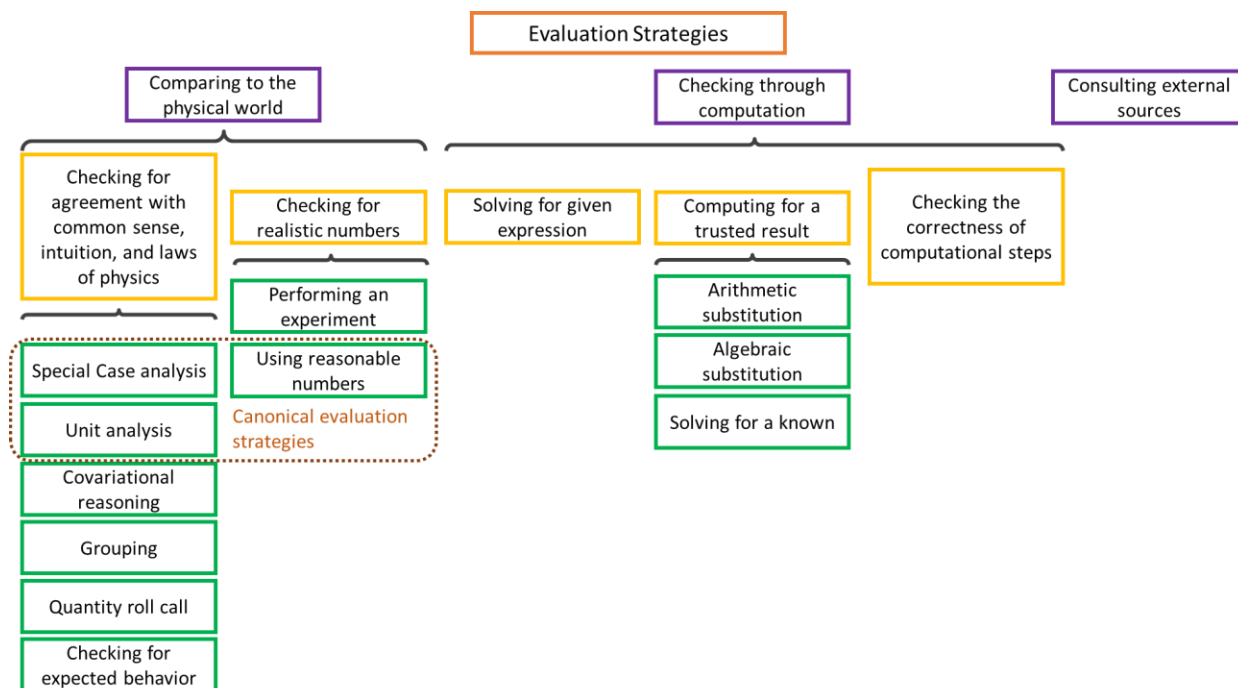 Evaluation Strategies
Comparing to the
physical world
Checking through
computation
Consulting external
sources
Checking for
agreement with
common sense,
intuition, and laws
of physics
Checking for
realistic numbers
Solving for given
expression
Computing for a
trusted result
Checking the
correctness of
computational steps
Performing an
experiment
Using reasonable
numbers
Arithmetic
substitution
Algebraic
substitution
Solving for a known
Special Case analysis
Unit analysis
Canonical evaluation
strategies
Covariational
reasoning
Grouping
Quantity roll call
Checking for
expected behavior